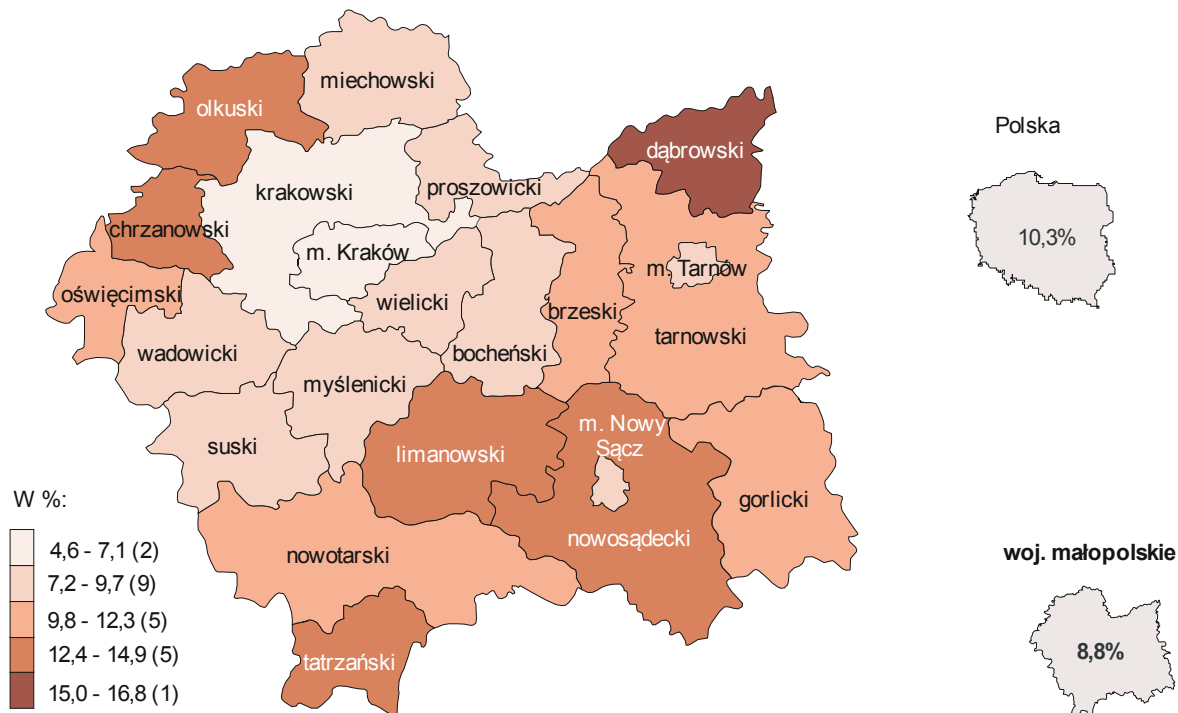 miechowski
olkuski
dąbrowski
Polska
krakowski
proszowicki
chrzanowski
10,3%
m. Kraków
m. Tarnów
oświęcimski
wielicki
brzeski
tarnowski
wadowicki
bocheński
myślenicki
m. Nowy
Sącz
suski
limanowski
gorlicki
W %:
nowosądecki
nowotarski
woj. małopolskie
4,6 - 7,1 (2)
7,2 - 9,7 (9)
9,8 - 12,3 (5)
12,4 - 14,9 (5)
15,0 - 16,8 (1)
tatrzański
8,8%